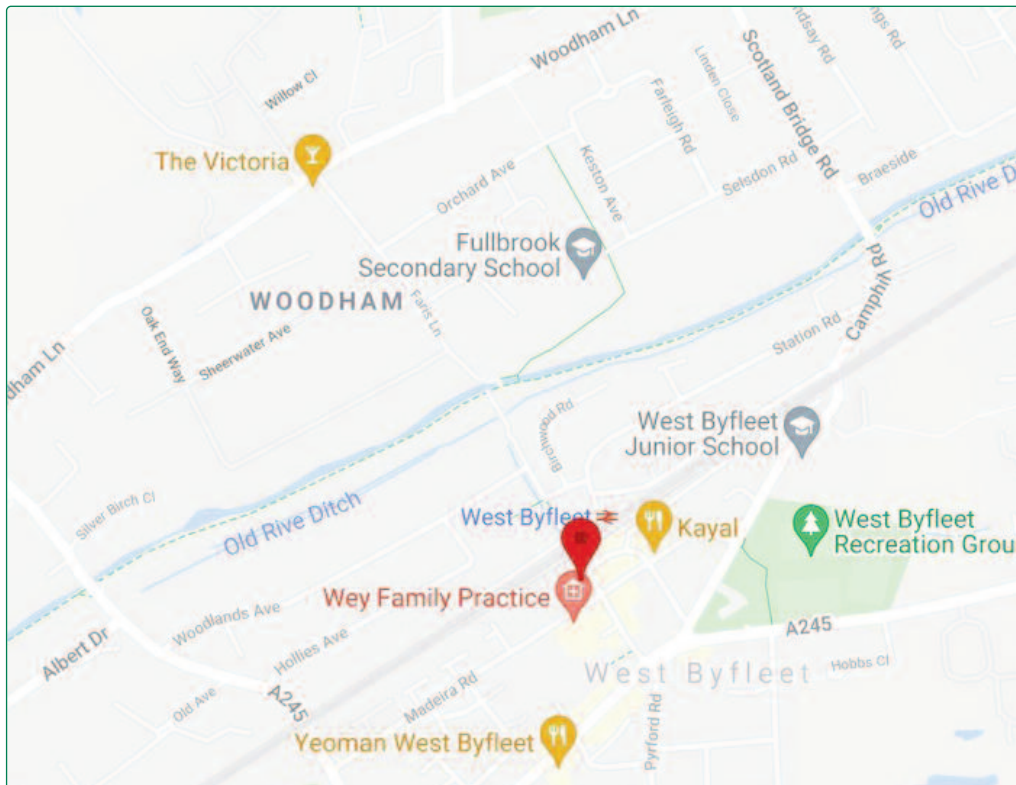 Woodham Ln
Linden Close
Scotland Bridge Rd
Willow Cl
The Victoria
Farleigh Rd
Keston Ave
Selsdon Rd
Braeside
Orchard Ave
Old Rive D
Fullbrook
Secondary School
WOODHAM
Faris Ln
Camphill Rd
Oak End Way
Sheerwater Ave
Station Rd
dham Ln
Birchwood Rd
West Byfleet
Junior School
Silver Birch Cl
Old Rive Ditch
West Byfleet
Kayal
West Byfleet
Recreation Grou
Wey Family Practice
Woodlands Ave
Albert Dr
Hollies Ave
A245
West Byfleet
Hobbs Cl
Madeira Rd
Old Ave
A245
Pyrford Rd
Yeoman West Byfleet